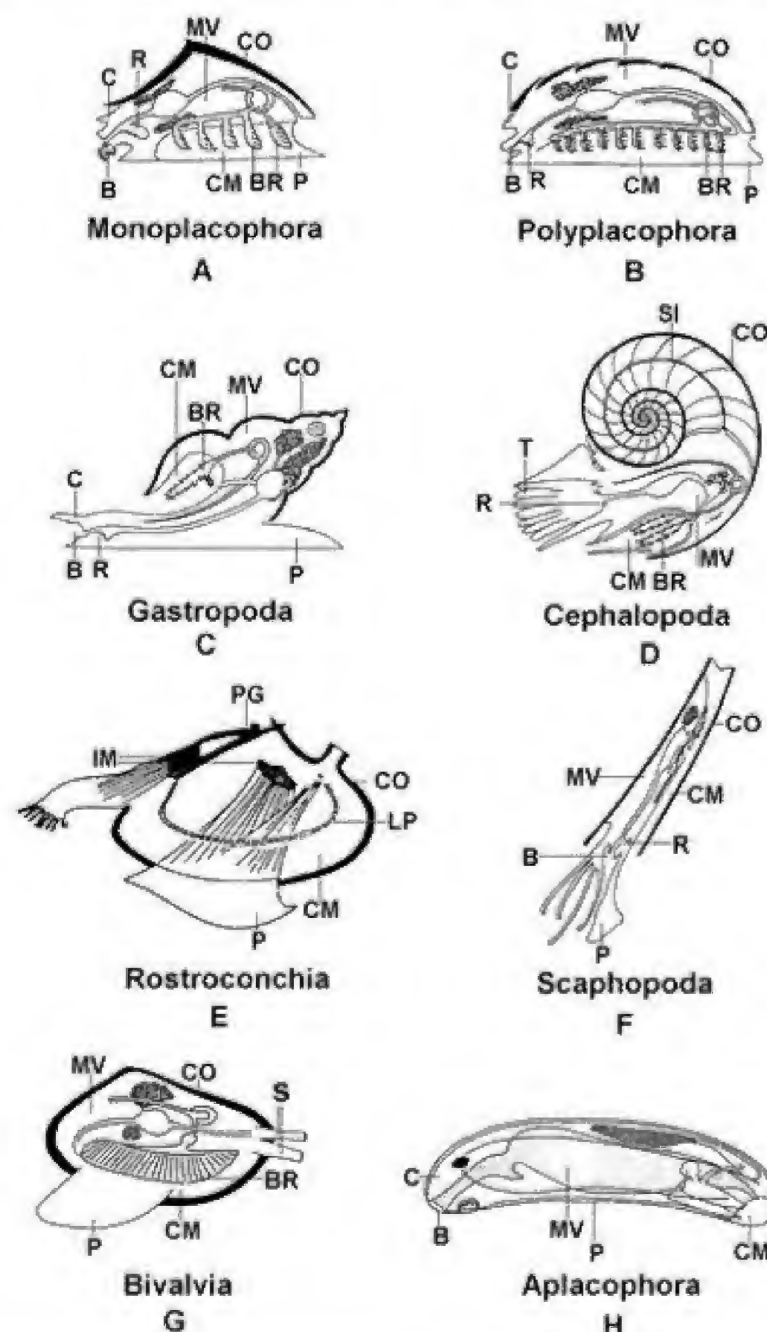 MV
CO
R
C
B
CM BR P
Monoplacophora
A
MV
CO
C
B R
CM
BR
P
Polyplacophora
B
CM
BR
MV
CO
C
B R
P
Gastropoda
C
SI
CO
T
R
CM BR
MV
Cephalopoda
D
PG
IM
CO
LP
CM
P
Rostroconchia
E
CO
MV
CM
B
R
P
Scaphopoda
F
MV
CO
S
BR
CM
P
Bivalvia
G
C
B
MV
P
CM
Aplacophora
H